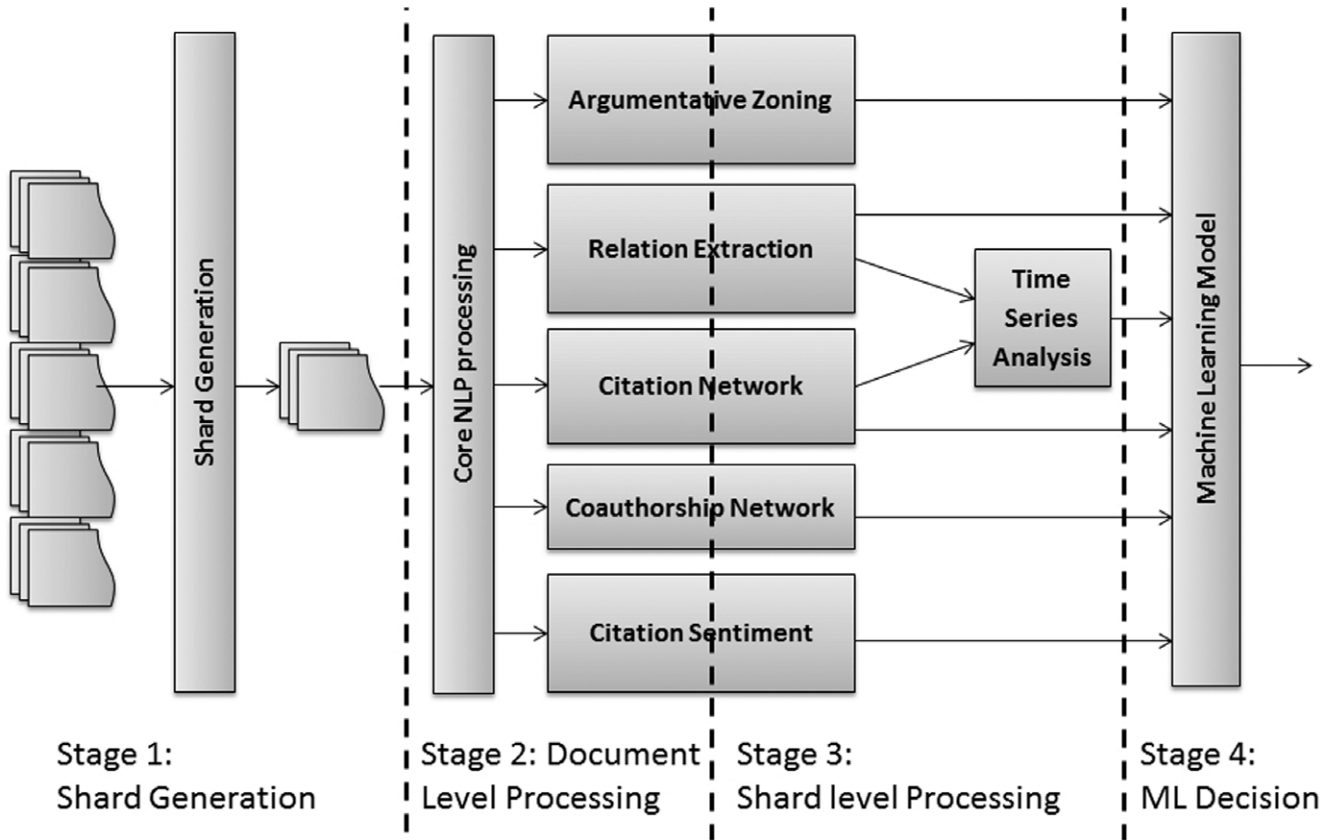 Shard Generation
Core NLP processing
Argumentative Zoning
Relation Extraction
Citation Network
Coauthorship Network
Citation Sentiment
Time
Series
Analysis
Machine Learning Model
Stage 1:
Shard Generation
Stage 2: Document
Level Processing
Stage 3:
Shard level Processing
Stage 4:
ML Decision